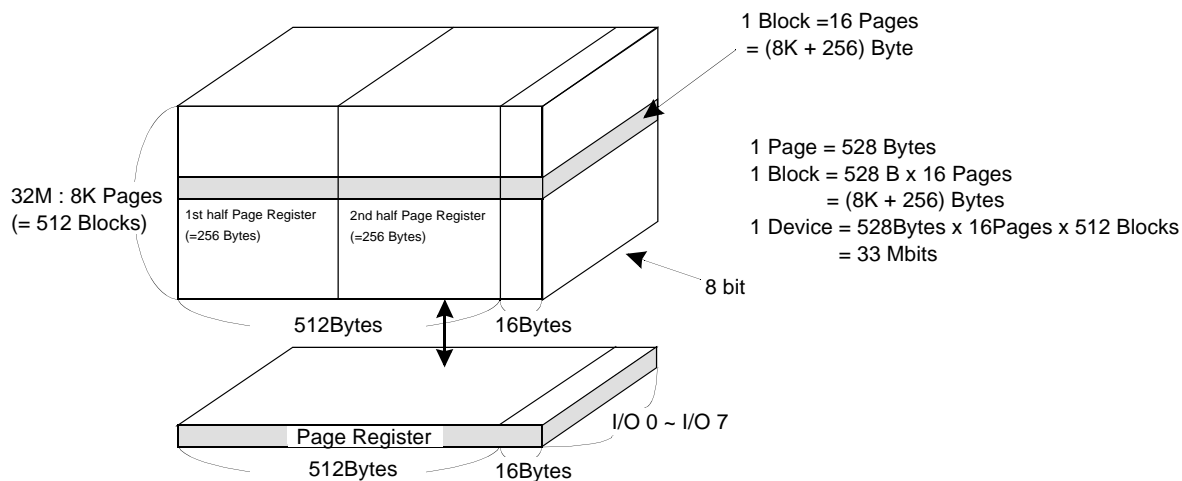 1 Block =16 Pages
= (8K + 256) Byte
32M : 8K Pages
(= 512 Blocks)
1st half Page Register
(=256 Bytes)
2nd half Page Register
(=256 Bytes)
1 Page = 528 Bytes
1 Block = 528 B x 16 Pages
= (8K + 256) Bytes
1 Device = 528Bytes x 16Pages x 512 Blocks
= 33 Mbits
8 bit
512Bytes
16Bytes
I/O 0 ~ I/O 7
Page Register
512Bytes
16Bytes